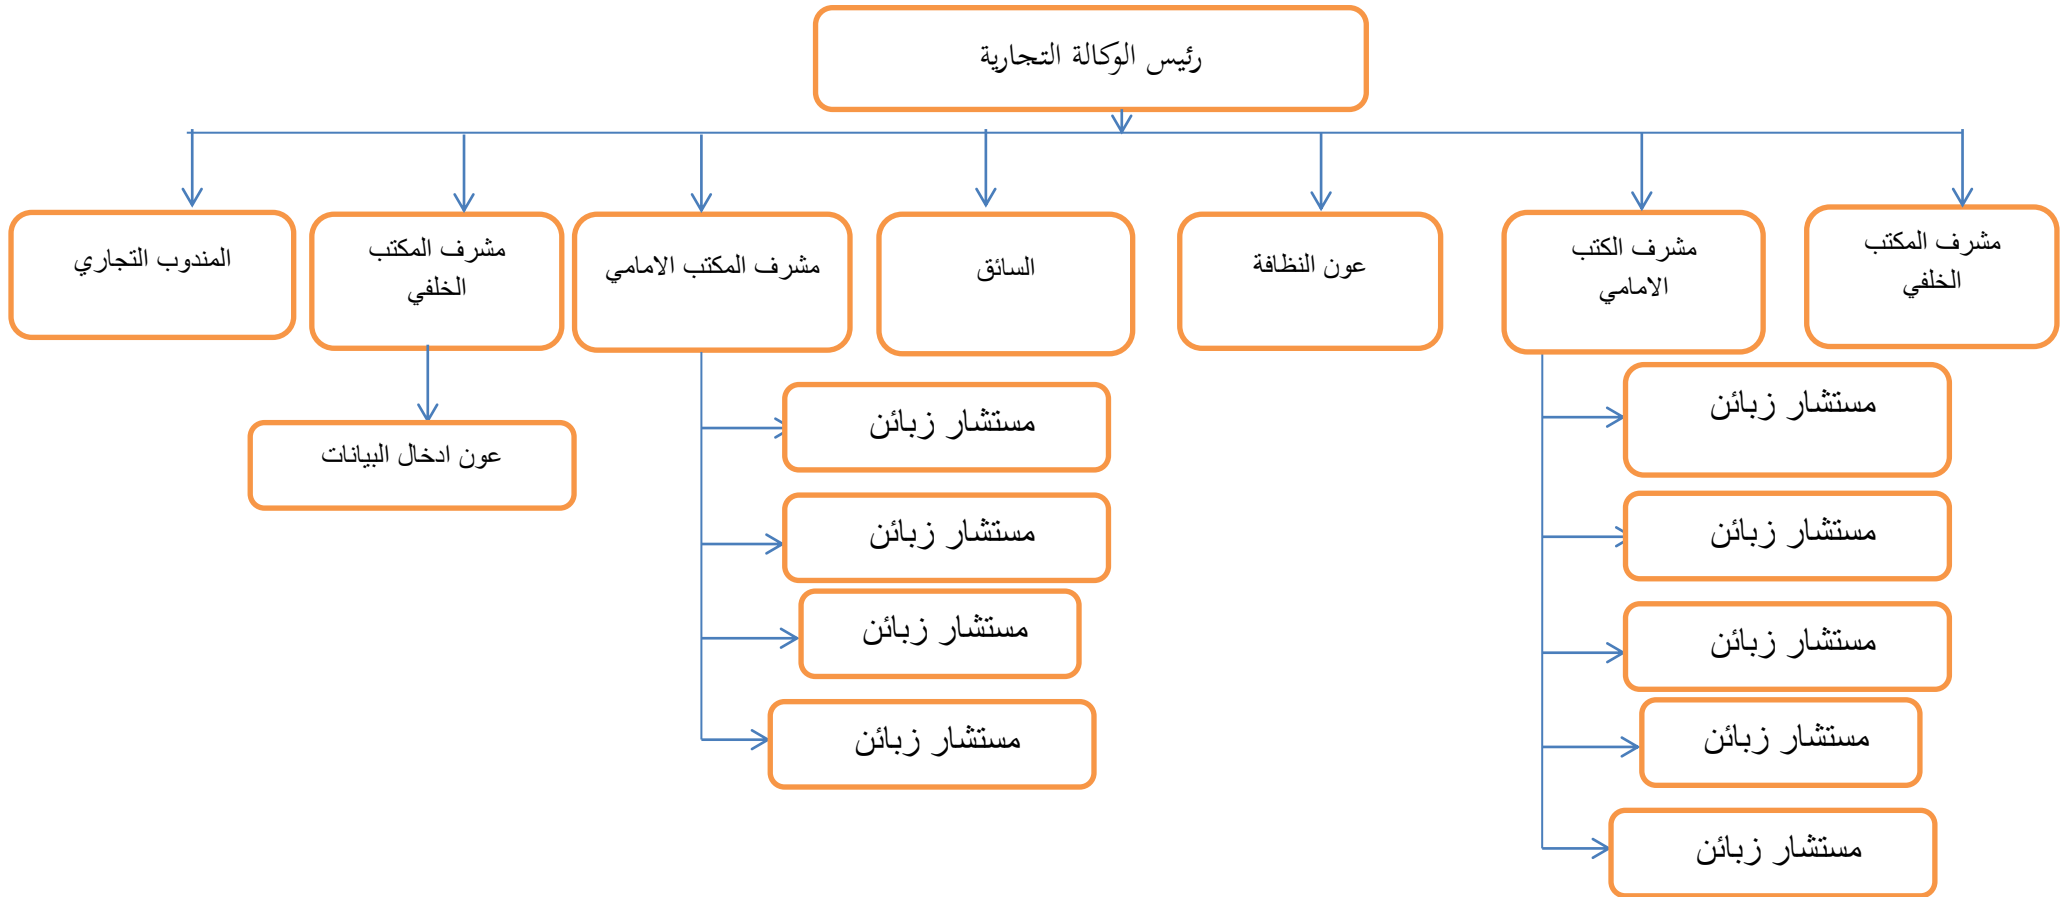 رئيس الوكالة التجارية
مشرف المكتب
الخلفي
مشرف الكتب
الامامي
عون النظافة
السائق
مشرف المكتب الامامي
مشرف المكتب
الخلفي
المندوب التجاري
مستشار زبائن
مستشار زبائن
مستشار زبائن
مستشار زبائن
مستشار زبائن
مستشار زبائن
مستشار زبائن
مستشار زبائن
مستشار زبائن
عون ادخال البيانات